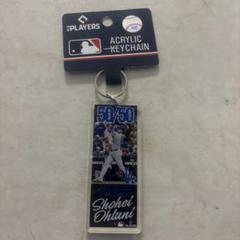 PLAYERS
ACRYLIC
KEYCHAIN
50/50
Shohei
Ohtani